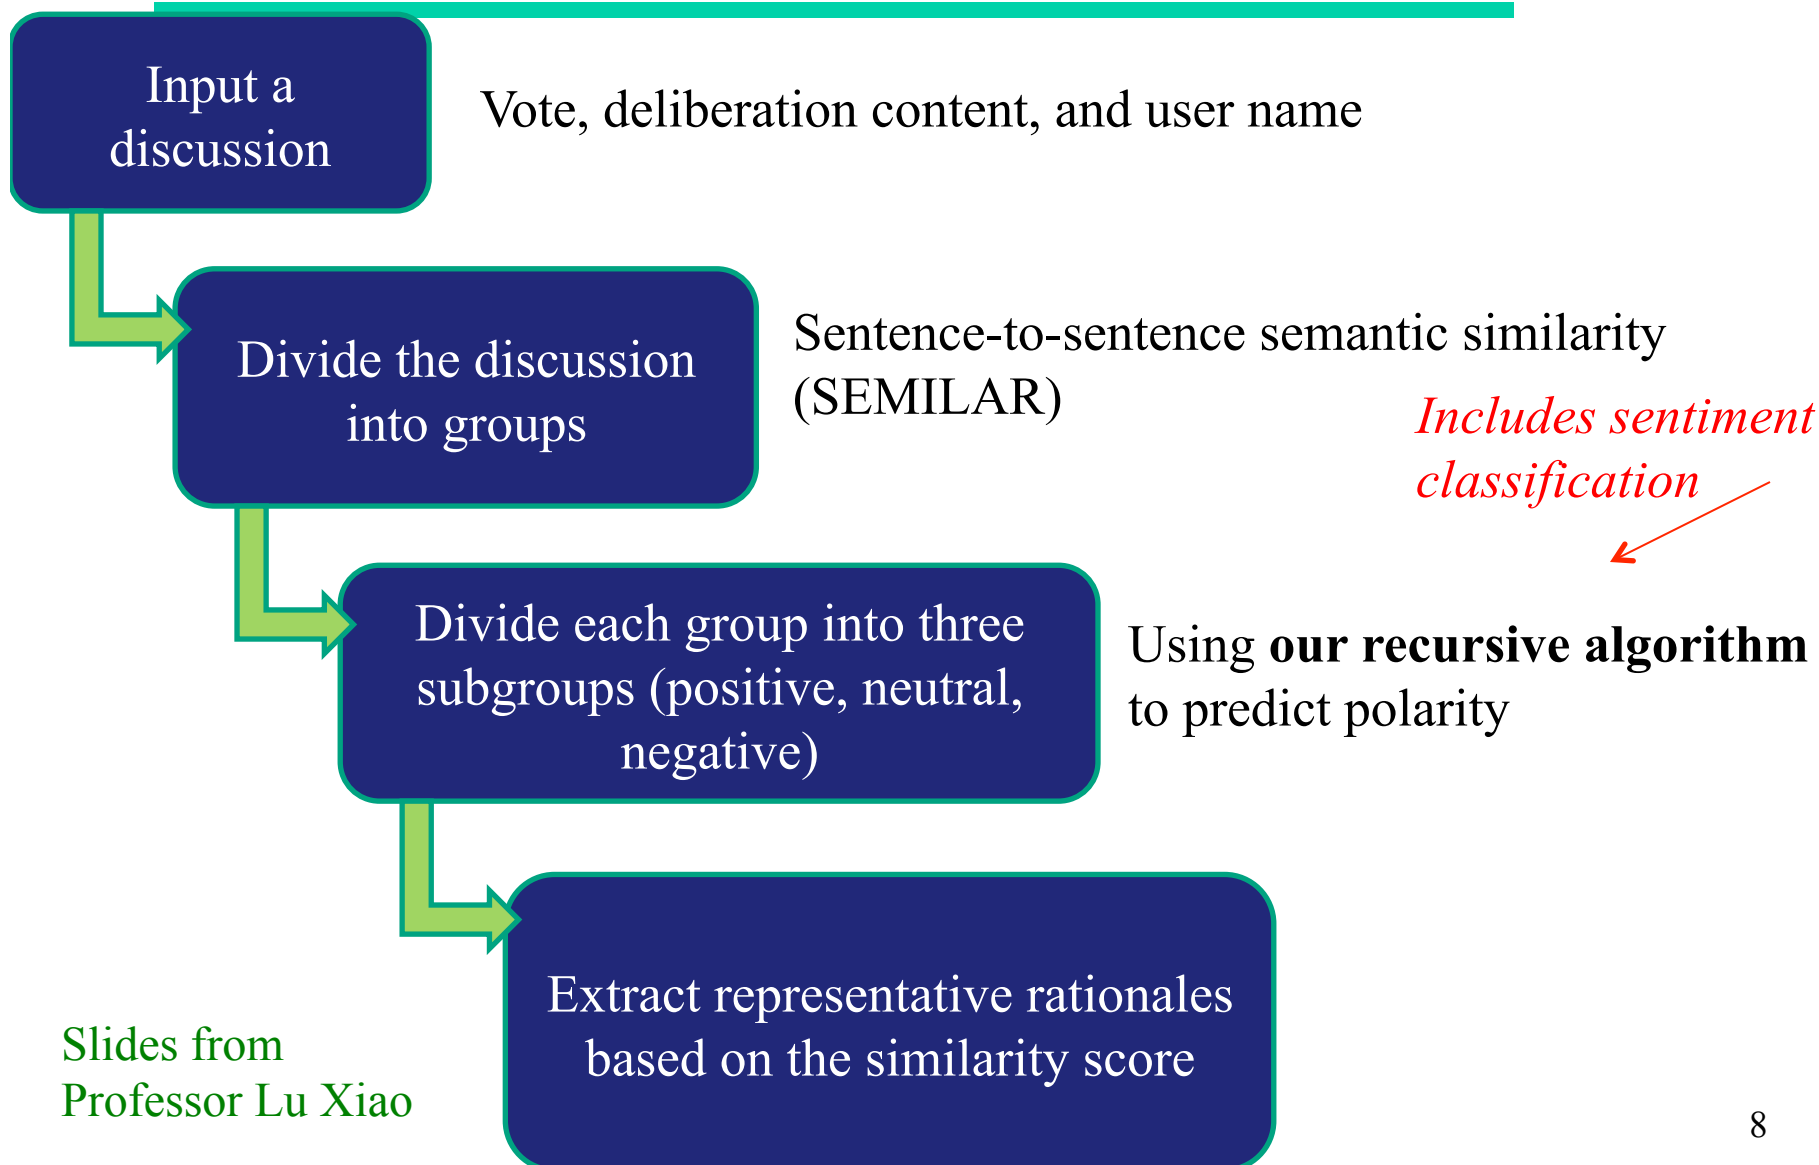 Input a
discussion
Vote, deliberation content, and user name
Divide the discussion
into groups
Sentence-to-sentence semantic similarity
(SEMILAR)
Includes sentiment
classification
Divide each group into three
subgroups (positive, neutral,
negative)
Using our recursive algorithm
to predict polarity
Extract representative rationales
based on the similarity score
Slides from
Professor Lu Xiao
8